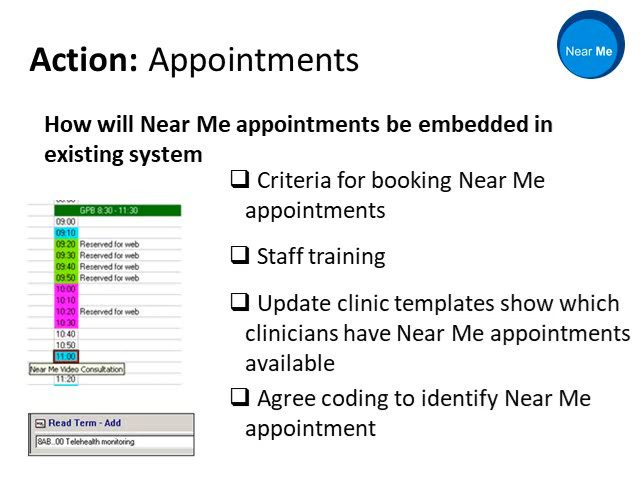 Action: Appointments
Near Me
How will Near Me appointments be embedded in
existing system
Criteria for booking Near Me
appointments
Staff training
Update clinic templates show which
clinicians have Near Me appointments
available
Agree coding to identify Near Me
appointment
GPB 8:30 - 11:30
09:00
09:10
09:20 Reserved for web
09:30 Reserved for web
09:40 Reserved for web
09:50 Reserved for web
10:00
10:10
10:20 Reserved for web
10:30
10:40
10:50
11:00
Near Me Video Consultation
11:20
Read Term - Add
8AB..00 Telehealth monitoring